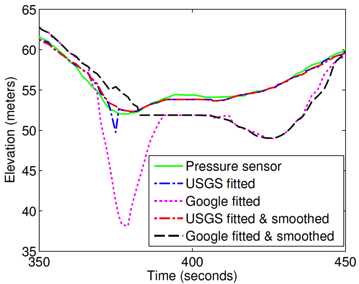 65
60
55
50
45
40
35
350
400
450
Elevation (meters)
Time (seconds)
Pressure sensor
USGS fitted
Google fitted
USGS fitted & smoothed
Google fitted & smoothed